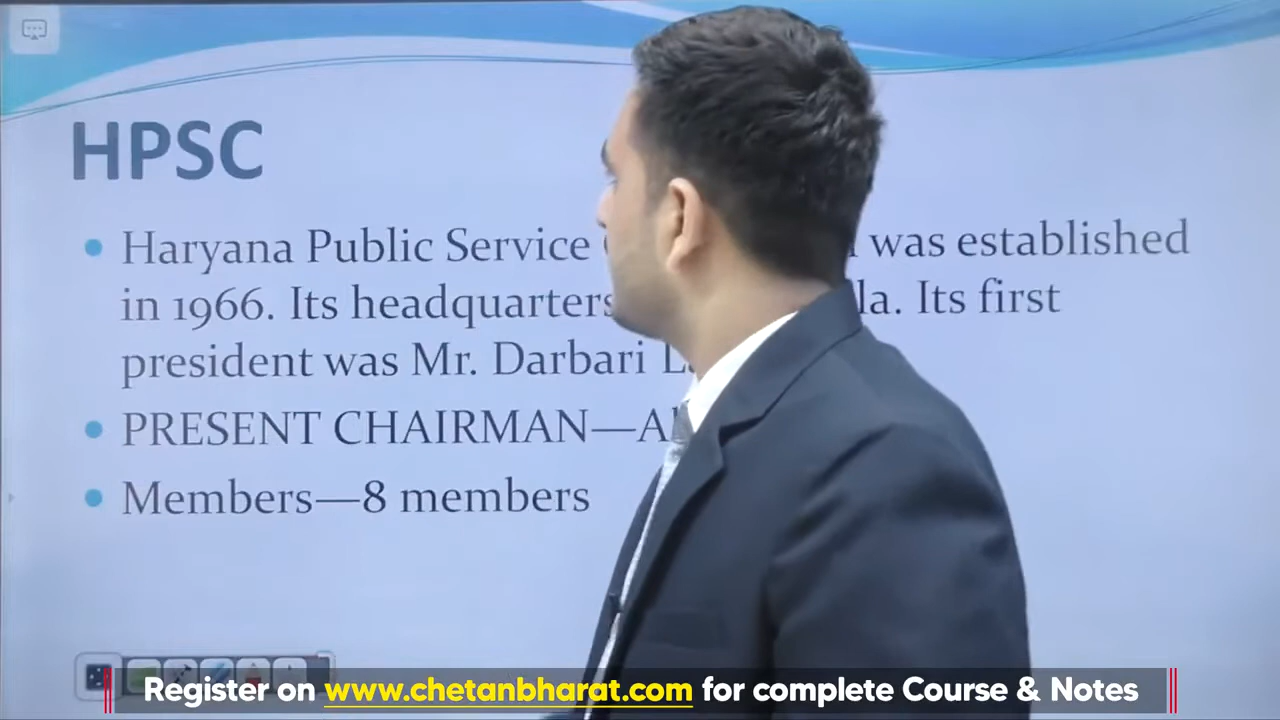 HPSC
Haryana Public Service was established
in 1966. Its headquarters la. Its first
president was Mr. Darbari
PRESENT CHAIRMAN—
Members—8 members
Register on www.chetanbharat.com for complete Course & Notes